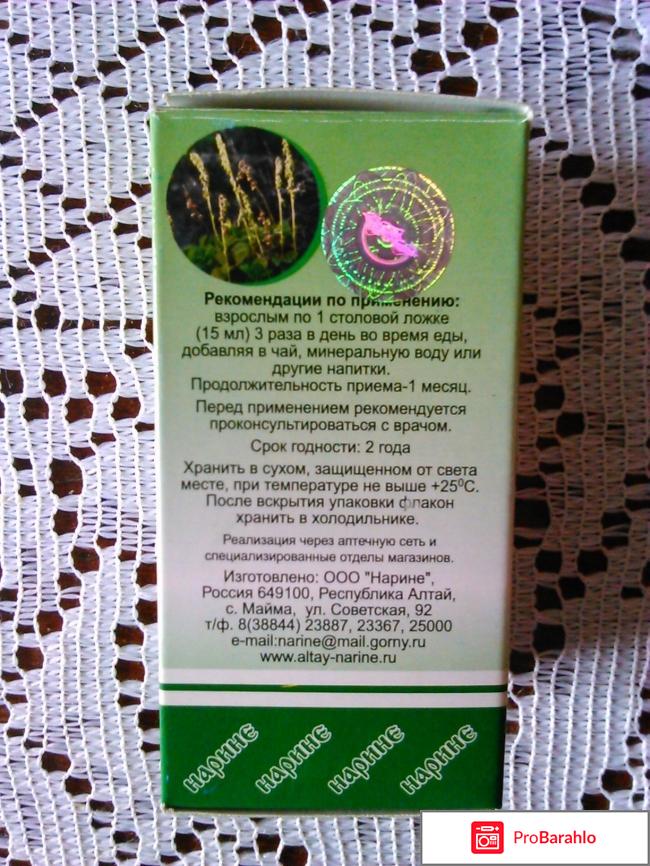 Рекомендации по применению:
взрослым по 1 столовой ложке
(15 мл) 3 раза в день во время еды,
добавляя в чай, минеральную воду или
другие напитки.
Продолжительность приема-1 месяц.
Перед применением рекомендуется
проконсультироваться с врачом.
Срок годности: 2 года
Хранить в сухом, защищенном от света
месте, при температуре не выше +25⁰С.
После вскрытия упаковки флакон
хранить в холодильнике.
Реализация через аптечную сеть и
специализированные отделы магазинов.
Изготовлено: ООО "Нарине",
Россия 649100, Республика Алтай,
с. Майма, ул. Советская, 92
т/ф. 8(38844) 23887, 23367, 25000
e-mail:narine@mail.gorny.ru
www.altay-narine.ru
нарине нарине нарине нарине
ProBarahlo